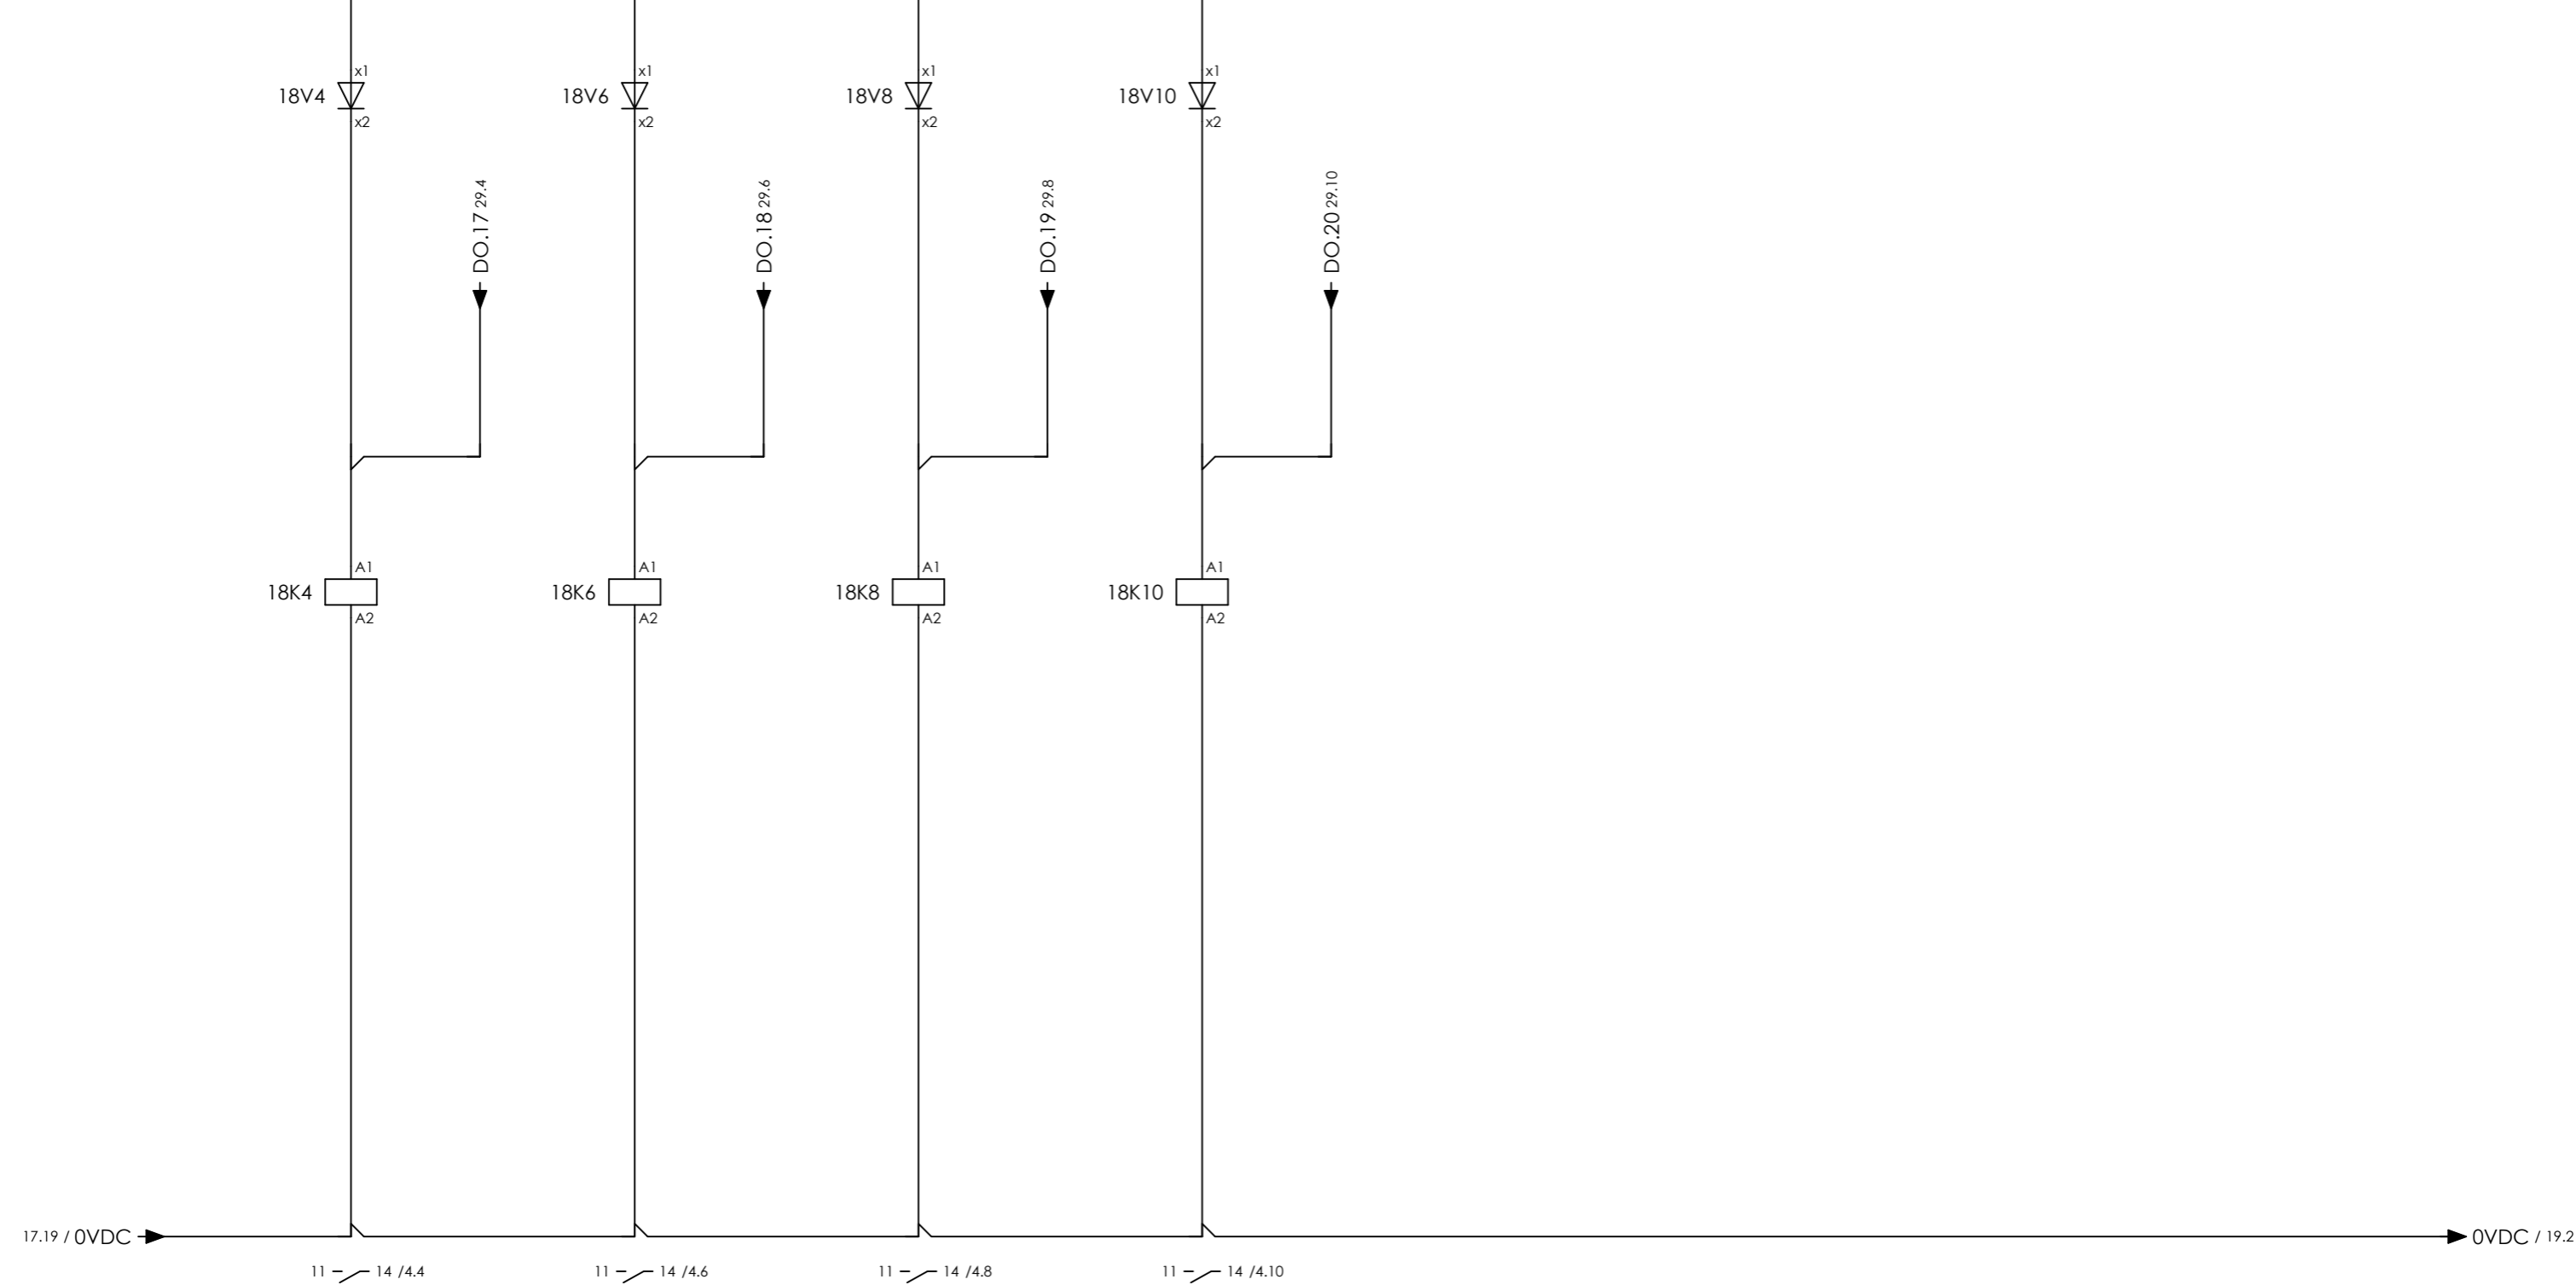 x1 x1 x1 x1
18V4 18V6 18V8 18V10
x2 x2 x2 x2
DO.17 29.4
DO.18 29.6
DO.19 29.8
DO.20 29.10
A1 A1 A1 A1
18K4 18K6 18K8 18K10
A2 A2 A2 A2
17.19 / 0VDC 0VDC / 19.2
11 14 /4.4 11 14 /4.6 11 14 /4.8 11 14 /4.10